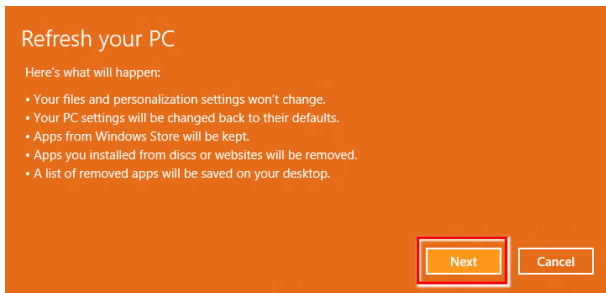 Refresh your PC
Here's what will happen:
• Your files and personalization settings won't change.
• Your PC settings will be changed back to their defaults.
• Apps from Windows Store will be kept.
• Apps you installed from discs or websites will be removed.
• A list of removed apps will be saved on your desktop.
Next Cancel